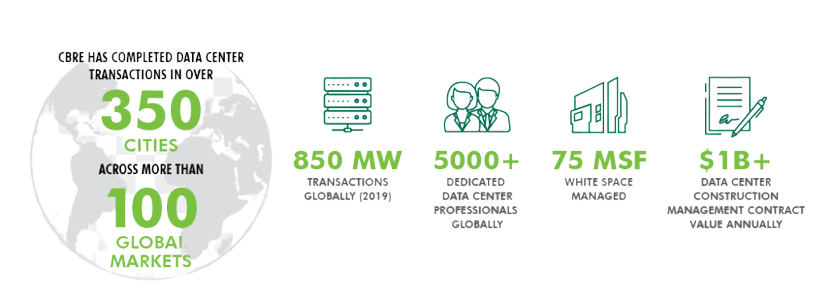 CBRE HAS COMPLETED DATA CENTER
TRANSACTIONS IN OVER
350
CITIES
ACROSS MORE THAN
100
GLOBAL
MARKETS
850 MW
TRANSACTIONS
GLOBALLY (2019)
5000+
DEDICATED
DATA CENTER
PROFESSIONALS
GLOBALLY
75 MSF
WHITE SPACE
MANAGED
$1B+
DATA CENTER
CONSTRUCTION
MANAGEMENT CONTRACT
VALUE ANNUALLY